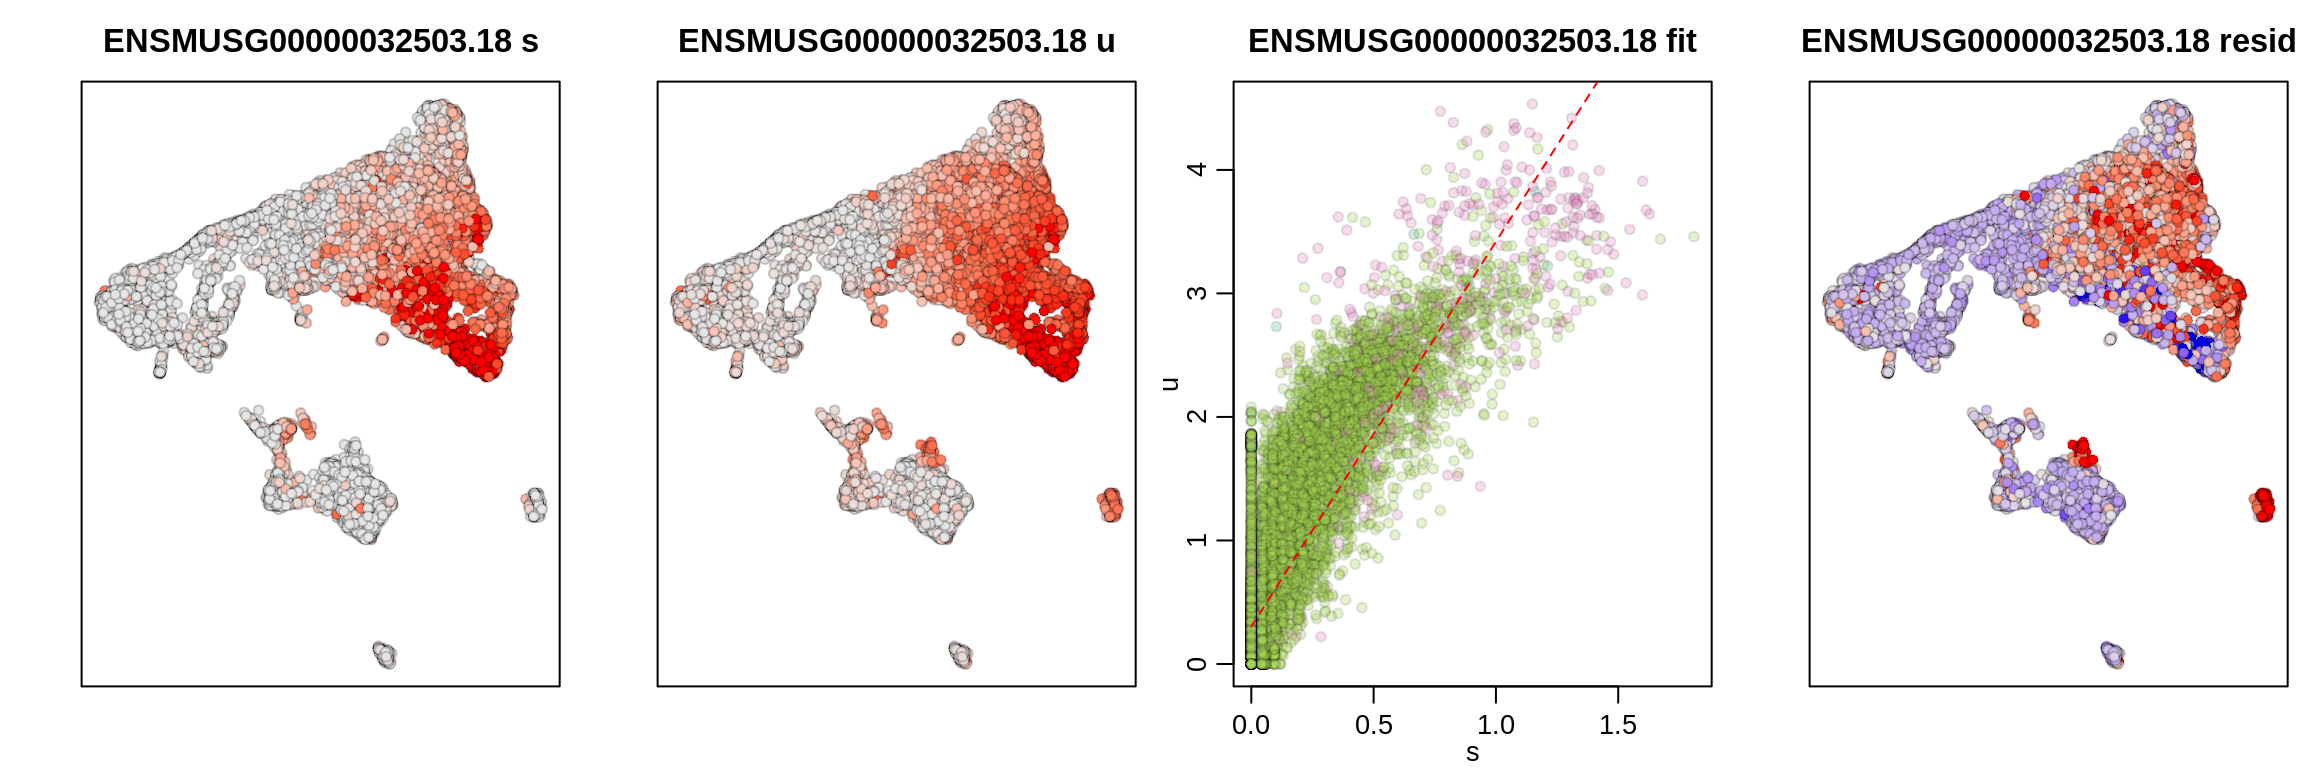 ENSMUSG00000032503.18 s
ENSMUSG00000032503.18 u
ENSMUSG00000032503.18 fit
ENSMUSG00000032503.18 resid
4
3
2
1
0
u
0.0 0.5 1.0 1.5
s